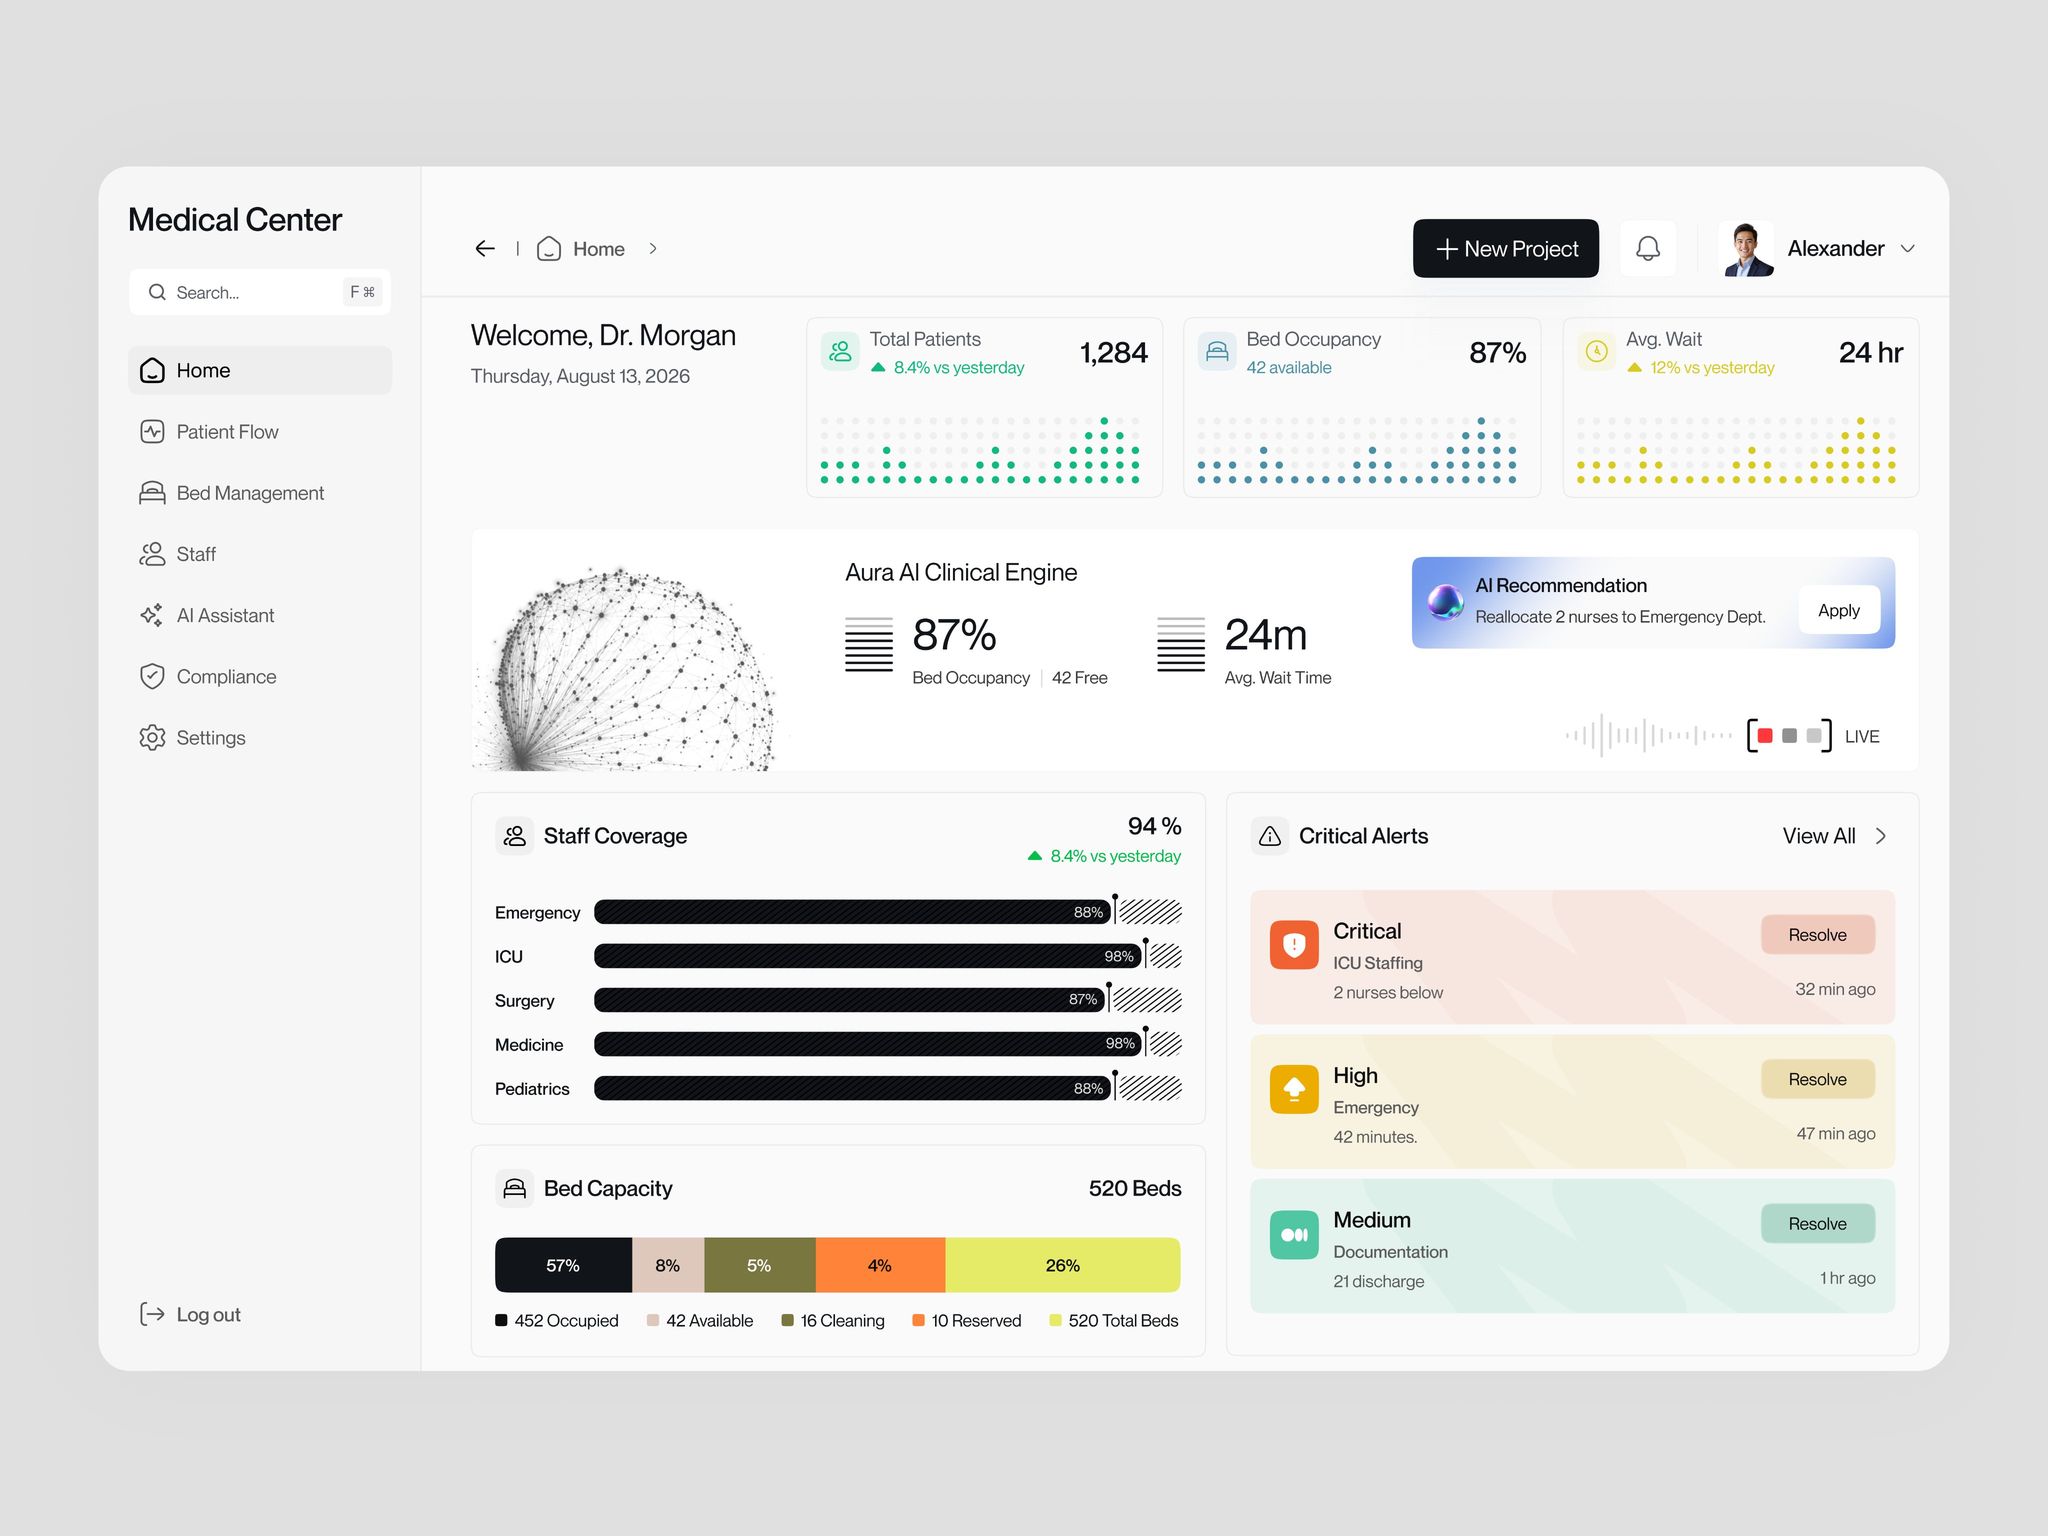 Medical Center
Search...
F ⌘
Home
Patient Flow
Bed Management
Staff
AI Assistant
Compliance
Settings
Log out
Home
New Project
Alexander
Welcome, Dr. Morgan
Thursday, August 13, 2026
Total Patients
8.4% vs yesterday
1,284
Bed Occupancy
42 available
87%
Avg. Wait
12% vs yesterday
24 hr
Aura AI Clinical Engine
87%
Bed Occupancy | 42 Free
24m
Avg. Wait Time
AI Recommendation
Reallocate 2 nurses to Emergency Dept.
Apply
LIVE
Staff Coverage
94 %
8.4% vs yesterday
Emergency 88%
ICU 98%
Surgery 87%
Medicine 98%
Pediatrics 88%
Bed Capacity
520 Beds
57% 8% 5% 4% 26%
452 Occupied 42 Available 16 Cleaning 10 Reserved 520 Total Beds
Critical Alerts
View All
Critical
ICU Staffing
2 nurses below
Resolve
32 min ago
High
Emergency
42 minutes.
Resolve
47 min ago
Medium
Documentation
21 discharge
Resolve
1 hr ago